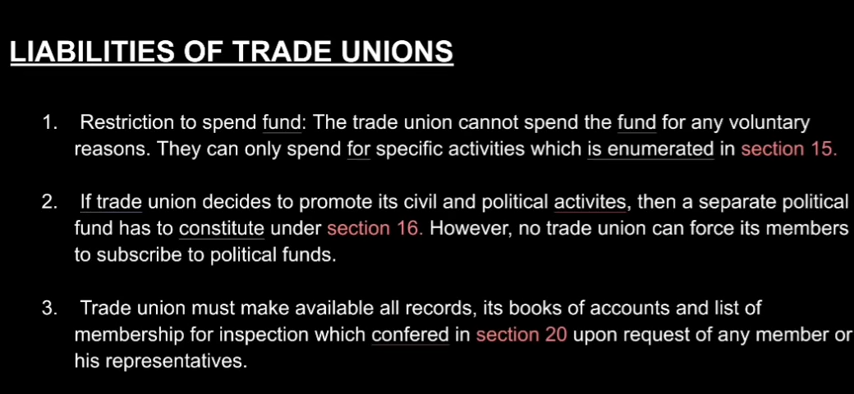 LIABILITIES OF TRADE UNIONS
1. Restriction to spend fund: The trade union cannot spend the fund for any voluntary
reasons. They can only spend for specific activities which is enumerated in section 15.
2. If trade union decides to promote its civil and political activites, then a separate political
fund has to constitute under section 16. However, no trade union can force its members
to subscribe to political funds.
3. Trade union must make available all records, its books of accounts and list of
membership for inspection which confered in section 20 upon request of any member or
his representatives.